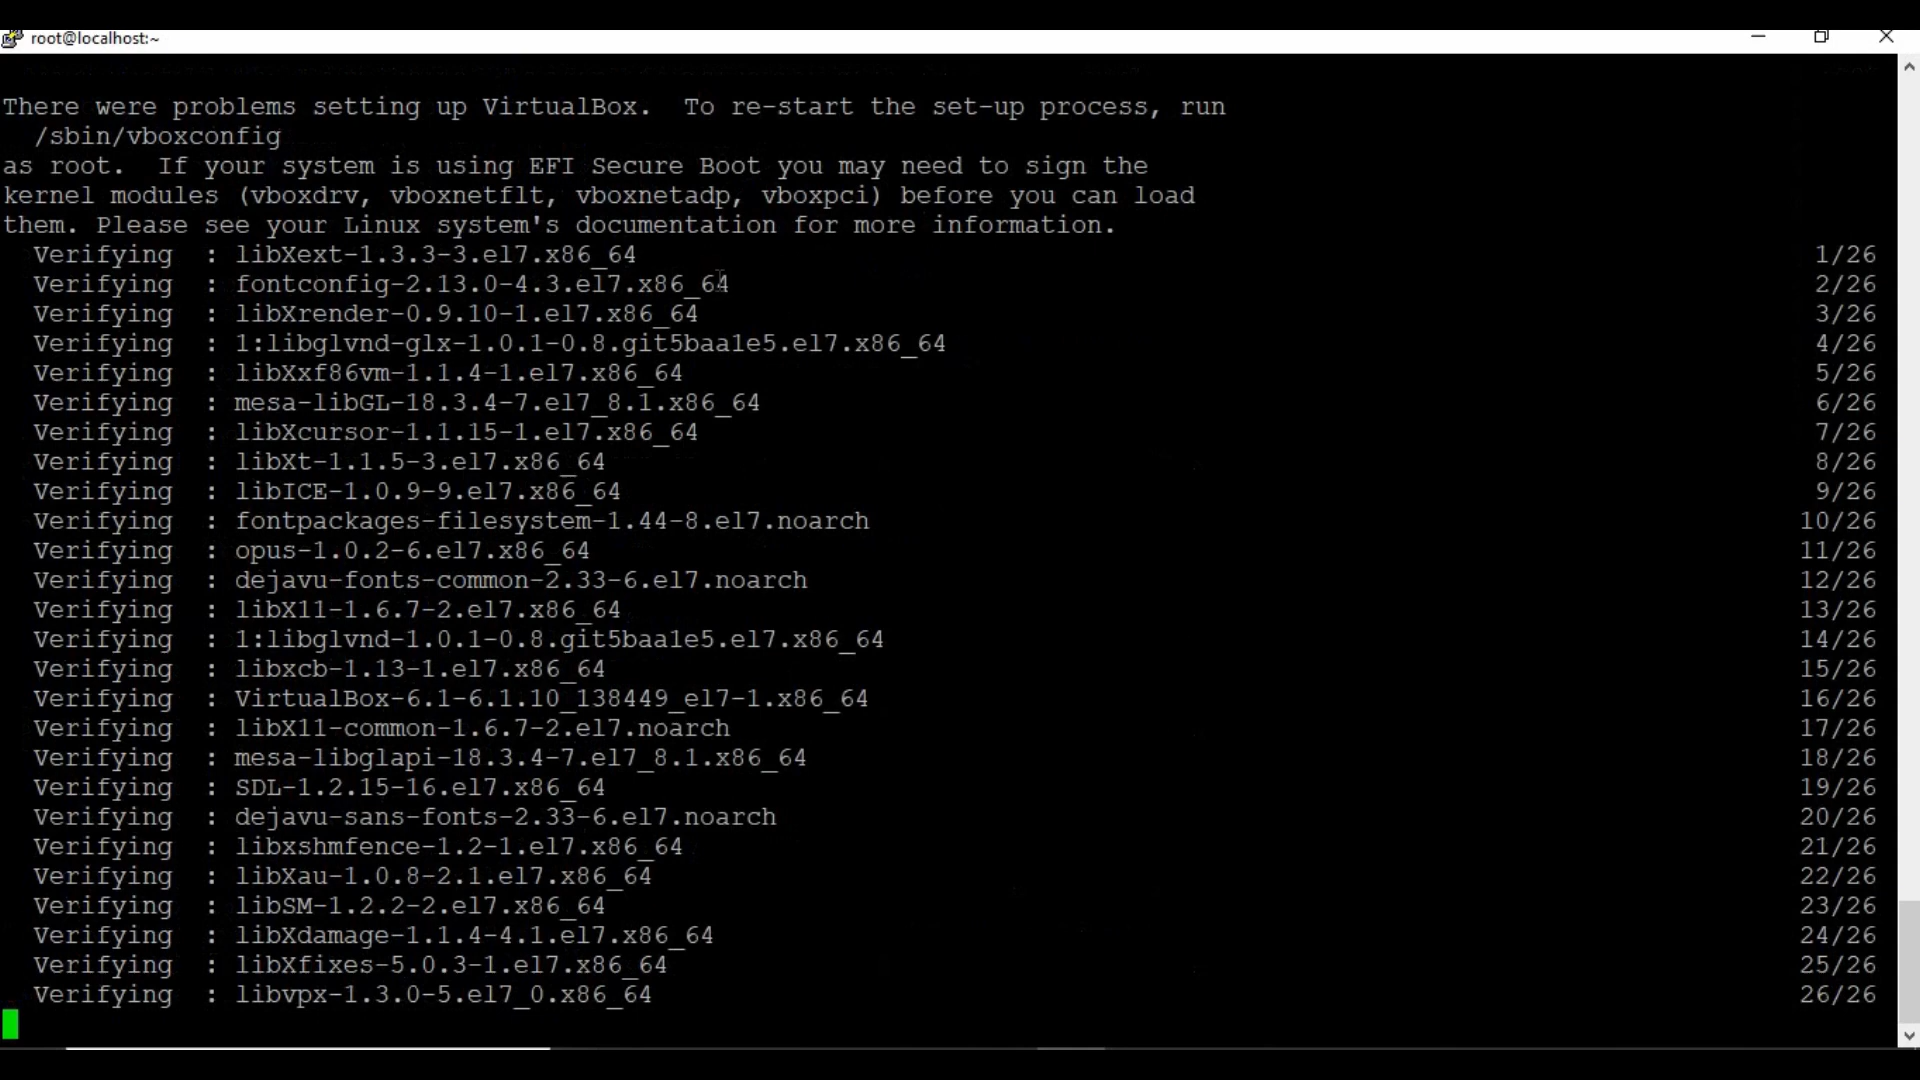 root@localhost:~
There were problems setting up VirtualBox.  To re-start the set-up process, run
  /sbin/vboxconfig
as root.  If your system is using EFI Secure Boot you may need to sign the
kernel modules (vboxdrv, vboxnetflt, vboxnetadp, vboxpci) before you can load
them. Please see your Linux system's documentation for more information.
  Verifying  : libXext-1.3.3-3.el7.x86_64 1/26
  Verifying  : fontconfig-2.13.0-4.3.el7.x86_64 2/26
  Verifying  : libXrender-0.9.10-1.el7.x86_64 3/26
  Verifying  : 1:libglvnd-glx-1.0.1-0.8.git5baa1e5.el7.x86_64 4/26
  Verifying  : libXxf86vm-1.1.4-1.el7.x86_64 5/26
  Verifying  : mesa-libGL-18.3.4-7.el7_8.1.x86_64 6/26
  Verifying  : libXcursor-1.1.15-1.el7.x86_64 7/26
  Verifying  : libXt-1.1.5-3.el7.x86_64 8/26
  Verifying  : libICE-1.0.9-9.el7.x86_64 9/26
  Verifying  : fontpackages-filesystem-1.44-8.el7.noarch 10/26
  Verifying  : opus-1.0.2-6.el7.x86_64 11/26
  Verifying  : dejavu-fonts-common-2.33-6.el7.noarch 12/26
  Verifying  : libX11-1.6.7-2.el7.x86_64 13/26
  Verifying  : 1:libglvnd-1.0.1-0.8.git5baa1e5.el7.x86_64 14/26
  Verifying  : libxcb-1.13-1.el7.x86_64 15/26
  Verifying  : VirtualBox-6.1-6.1.10_138449_el7-1.x86_64 16/26
  Verifying  : libX11-common-1.6.7-2.el7.noarch 17/26
  Verifying  : mesa-libglapi-18.3.4-7.el7_8.1.x86_64 18/26
  Verifying  : SDL-1.2.15-16.el7.x86_64 19/26
  Verifying  : dejavu-sans-fonts-2.33-6.el7.noarch 20/26
  Verifying  : libxshmfence-1.2-1.el7.x86_64 21/26
  Verifying  : libXau-1.0.8-2.1.el7.x86_64 22/26
  Verifying  : libSM-1.2.2-2.el7.x86_64 23/26
  Verifying  : libXdamage-1.1.4-4.1.el7.x86_64 24/26
  Verifying  : libXfixes-5.0.3-1.el7.x86_64 25/26
  Verifying  : libvpx-1.3.0-5.el7_0.x86_64 26/26